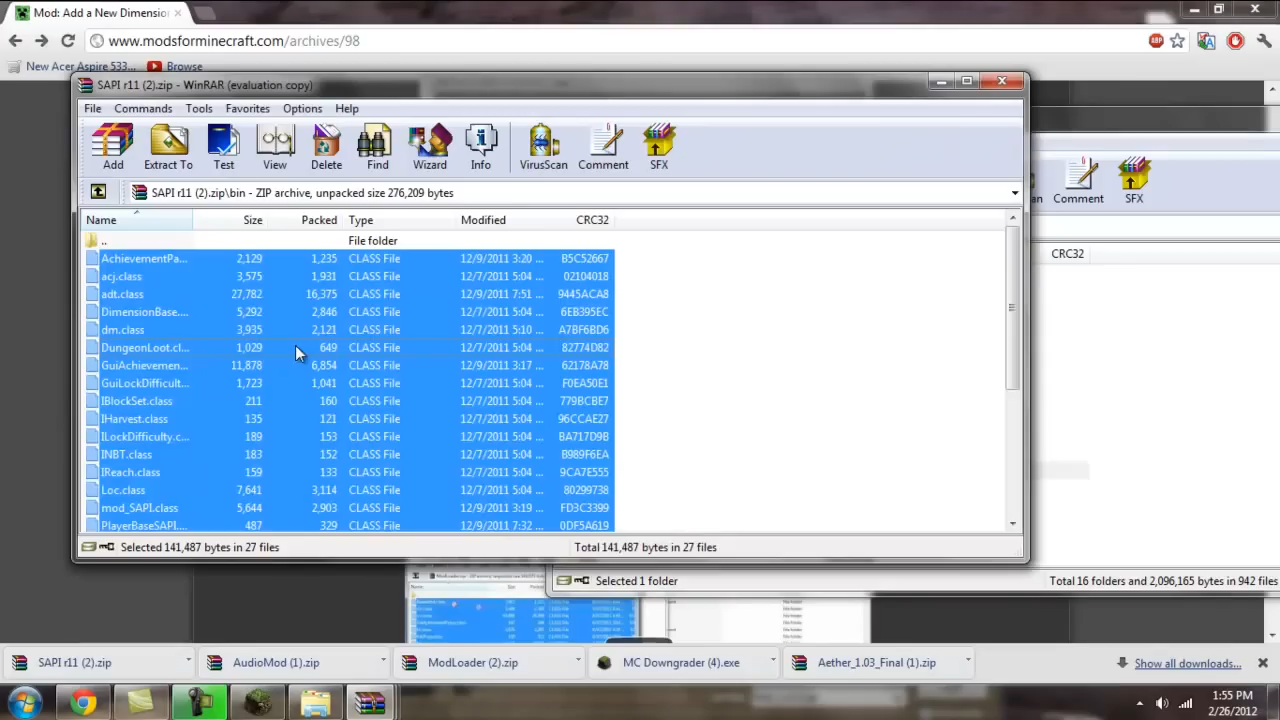 Mod: Add a New Dimensio
www.modsforminecraft.com/archives/98
ABP
New Acer Aspire 533...
Browse
SAPI r11 (2).zip - WinRAR (evaluation copy)
File Commands Tools Favorites Options Help
Add Extract To Test View Delete Find Wizard Info VirusScan Comment SFX
an Comment SFX
SAPI r11 (2).zip\bin - ZIP archive, unpacked size 276,209 bytes
Name Size Packed Type Modified CRC32
.. File folder
CRC32
AchievementPa... 2,129 1,235 CLASS File 12/9/2011 3:20 ... B5C52667
acj.class 3,575 1,931 CLASS File 12/7/2011 5:04 ... 02104018
adt.class 27,782 16,375 CLASS File 12/9/2011 7:51 ... 9445ACA8
DimensionBase.... 5,292 2,846 CLASS File 12/7/2011 5:04 ... 6EB395EC
dm.class 3,935 2,121 CLASS File 12/7/2011 5:10 ... A7BF6BD6
DungeonLoot.cl... 1,029 649 CLASS File 12/7/2011 5:04 ... 82774D82
GuiAchievemen... 11,878 6,854 CLASS File 12/9/2011 3:17 ... 62178A78
GuiLockDifficult... 1,723 1,041 CLASS File 12/7/2011 5:04 ... F0EA50E1
IBlockSet.class 211 160 CLASS File 12/7/2011 5:04 ... 779BCBE7
IHarvest.class 135 121 CLASS File 12/7/2011 5:04 ... 96CCAE27
ILockDifficulty.c... 189 153 CLASS File 12/7/2011 5:04 ... BA717D9B
INBT.class 183 152 CLASS File 12/7/2011 5:04 ... B989F6EA
IReach.class 159 133 CLASS File 12/7/2011 5:04 ... 9CA7E555
Loc.class 7,641 3,114 CLASS File 12/7/2011 5:04 ... 80299738
mod_SAPI.class 5,644 2,903 CLASS File 12/9/2011 3:19 ... FD3C3399
PlayerBaseSAPI.... 487 329 CLASS File 12/9/2011 7:32 ... 0DF5A619
Selected 141,487 bytes in 27 files Total 141,487 bytes in 27 files
Selected 1 folder Total 16 folders and 2,096,165 bytes in 942 files
SAPI r11 (2).zip AudioMod (1).zip ModLoader (2).zip MC Downgrader (4).exe Aether_1.03_Final (1).zip Show all downloads...
1:55 PM
2/26/2012